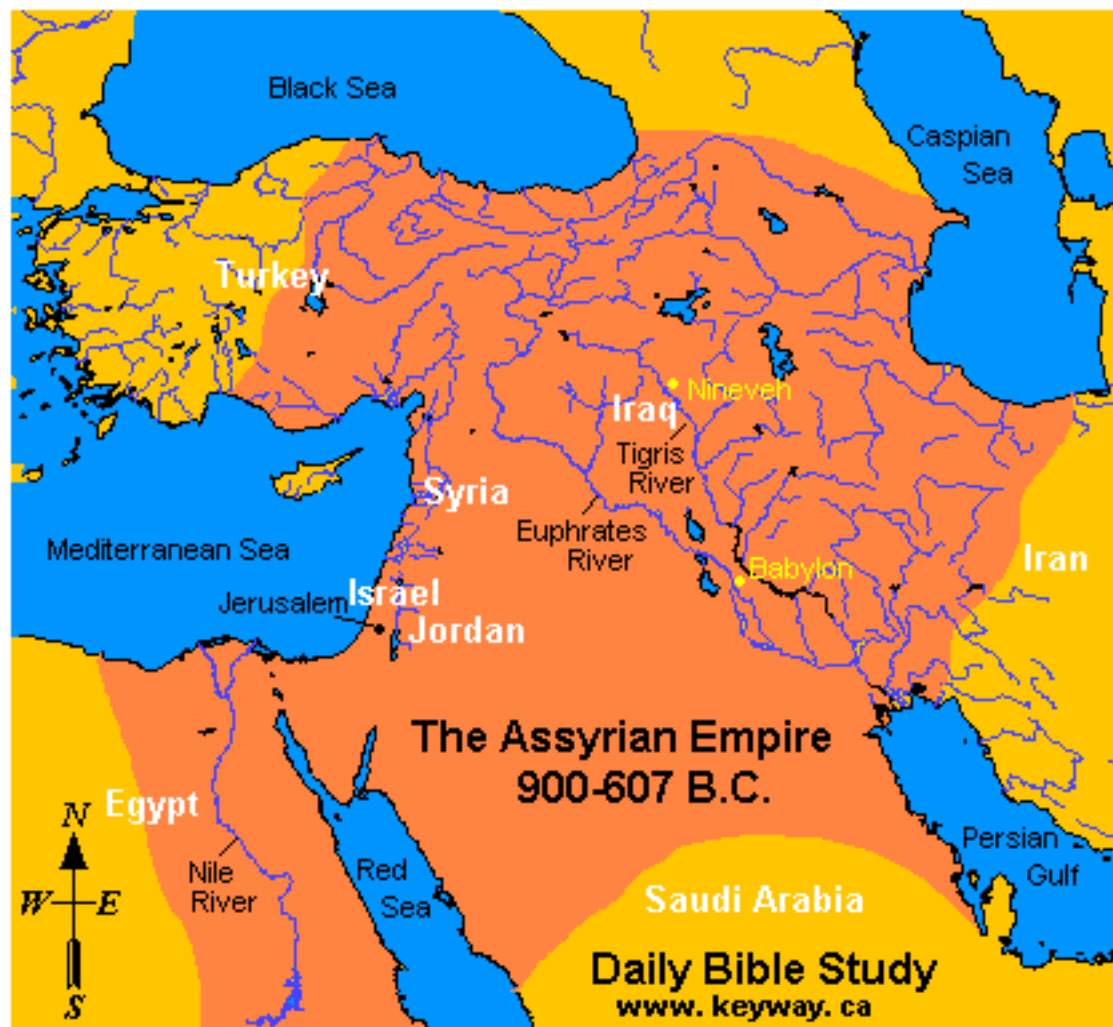 Black Sea
Caspian
Sea
Turkey
Nineveh
Iraq
Tigris
River
Syria
Euphrates
River
Mediterranean Sea
Iran
Babylon
Israel
Jerusalem
Jordan
The Assyrian Empire
900-607 B.C.
Egypt
N
Nile
River
W
E
S
Red
Sea
Persian
Gulf
Saudi Arabia
Daily Bible Study
www. keyway. ca